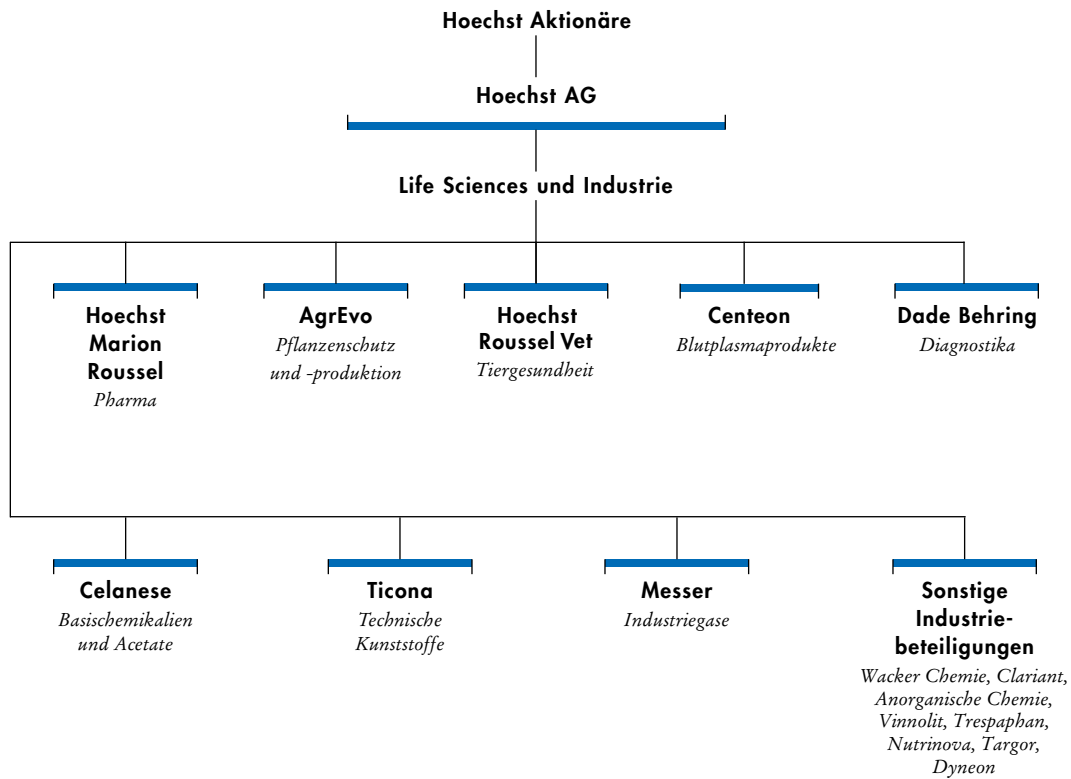 Hoechst Aktionäre
Hoechst AG
Life Sciences und Industrie
Hoechst
Marion
Roussel
Pharma
AgrEvo
Pflanzenschutz
und -produktion
Hoechst
Roussel Vet
Tiergesundheit
Centeon
Blutplasmaprodukte
Dade Behring
Diagnostika
Celanese
Basischemikalien
und Acetate
Ticona
Technische
Kunststoffe
Messer
Industriegase
Sonstige
Industrie-
beteiligungen
Wacker Chemie, Clariant,
Anorganische Chemie,
Vinnolit, Trespaphan,
Nutrinova, Targor,
Dyneon